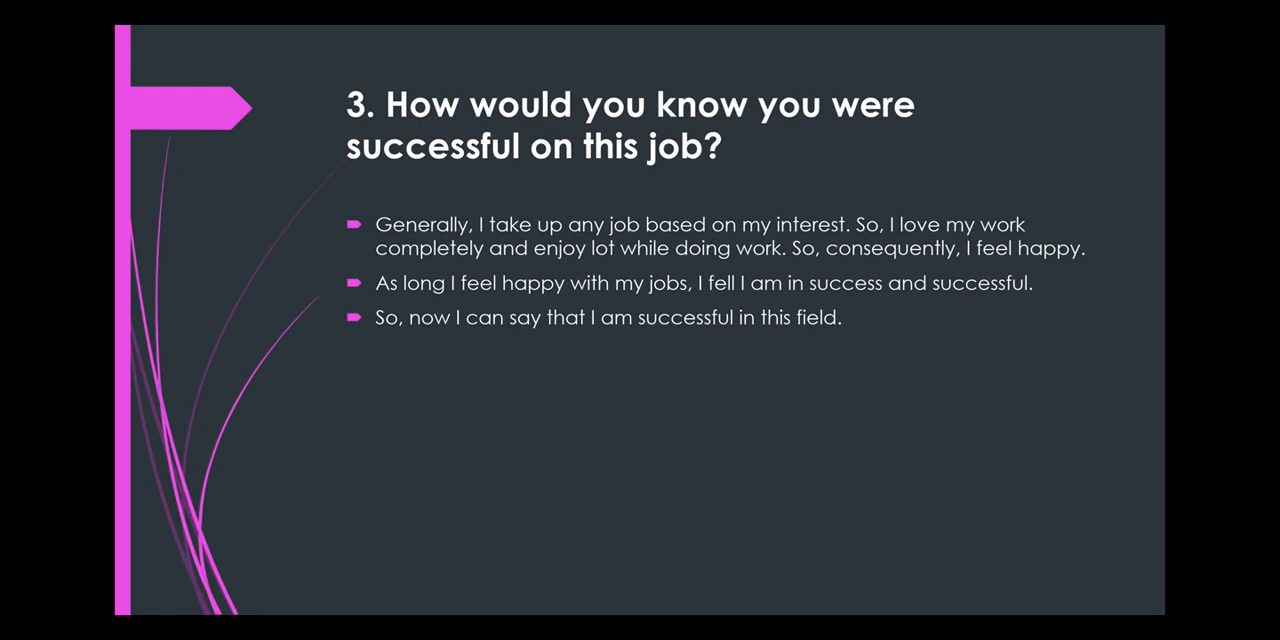 3. How would you know you were
successful on this job?
Generally, I take up any job based on my interest. So, I love my work
completely and enjoy lot while doing work. So, consequently, I feel happy.
As long I feel happy with my jobs, I fell I am in success and successful.
So, now I can say that I am successful in this field.